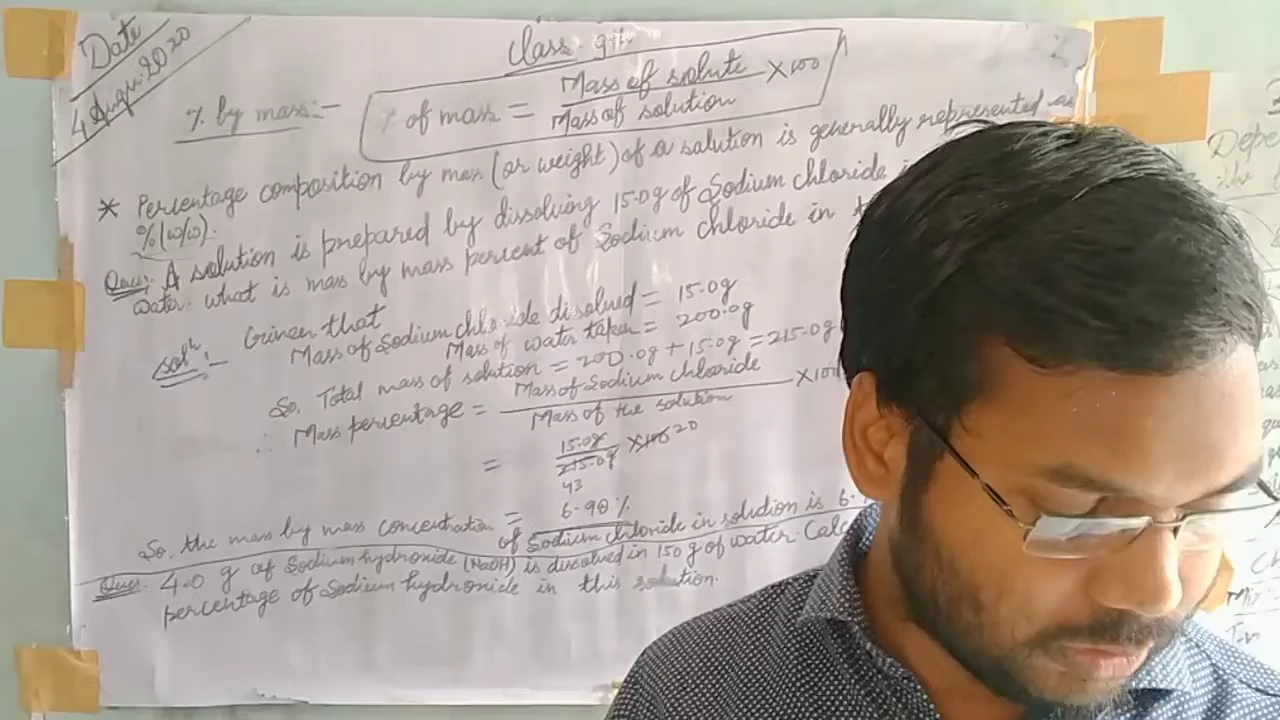 Date
4 Augu. 2020
Class - 9th
% by mass :-
% of mass = Mass of solute / Mass of solution × 100
* Percentage composition by mass (or weight) of a solution is generally represented as
% (w/w).
Ques:- A solution is prepared by dissolving 15.0g of Sodium chloride
water. what is mass by mass percent of Sodium chloride in
Solⁿ :- Given that
Mass of Sodium chloride dissolved = 15.0g
Mass of water taken = 200.0g
So, Total mass of solution = 200.0g + 15.0g = 215.0g
∴ Mass percentage = Mass of Sodium chloride / Mass of the solution × 100
= 15.0g / 215.0g × 100 20
43
= 6.98 %
So, the mass by mass concentration of Sodium chloride in solution is 6.
Ques:- 4.0 g of Sodium hydroxide (NaOH) is dissolved in 150 g of water. Calc
percentage of Sodium hydroxide in this solution.
Depe
the